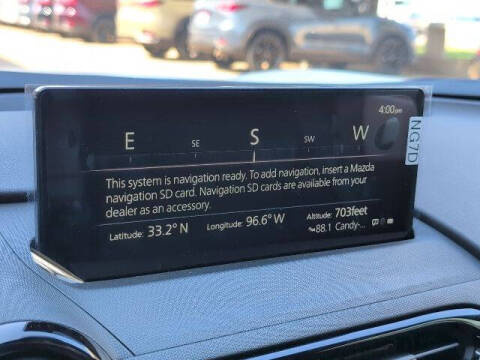 4:00 pm
E SE S SW W
This system is navigation ready. To add navigation, insert a Mazda
navigation SD card. Navigation SD cards are available from your
dealer as an accessory.
Latitude: 33.2° N Longitude: 96.6° W Altitude: 703feet
88.1 Candy-...
NG7D